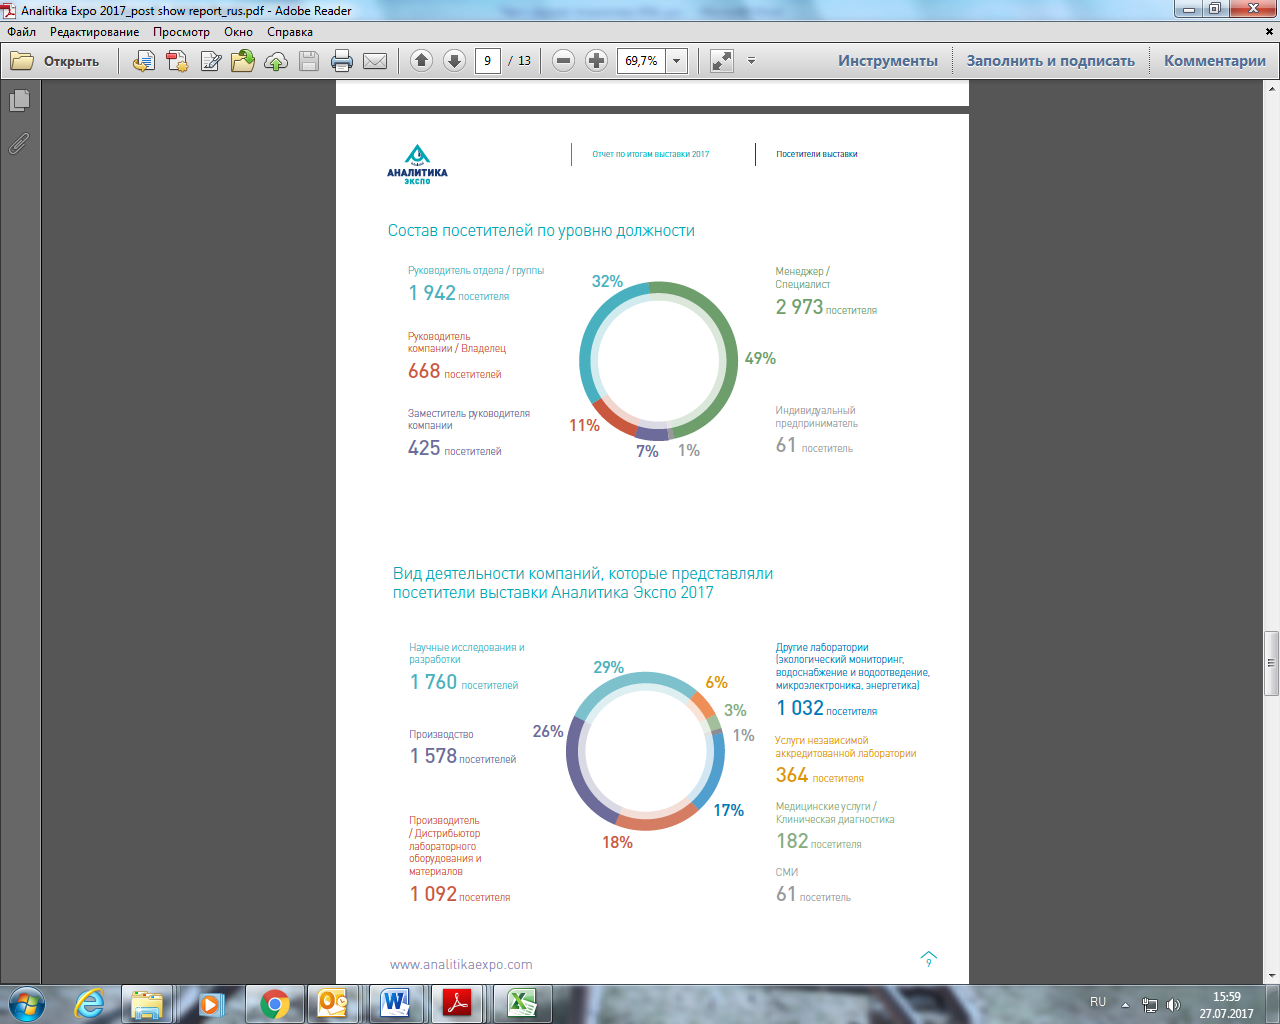 Analitika Expo 2017_post show report_rus.pdf - Adobe Reader
Файл Редактирование Просмотр Окно Справка
Открыть 9 / 13 69,7% Инструменты Заполнить и подписать Комментарии
АНАЛИТИКА
ЭКСПО
Отчет по итогам выставки 2017
Посетители выставки
Состав посетителей по уровню должности
Руководитель отдела / группы
1 942 посетителя
Руководитель
компании / Владелец
668 посетителей
Заместитель руководителя
компании
425 посетителей
32%
49%
11%
7%
1%
Менеджер /
Специалист
2 973 посетителя
Индивидуальный
предприниматель
61 посетитель
Вид деятельности компаний, которые представляли
посетители выставки Аналитика Экспо 2017
Научные исследования и
разработки
1 760 посетителей
Производство
1 578 посетителей
Производитель
/ Дистрибьютор
лабораторного
оборудования и
материалов
1 092 посетителя
29%
6%
3%
1%
26%
17%
18%
Другие лаборатории
(экологический мониторинг,
водоснабжение и водоотведение,
микроэлектроника, энергетика)
1 032 посетителя
Услуги независимой
аккредитованной лаборатории
364 посетителя
Медицинские услуги /
Клиническая диагностика
182 посетителя
СМИ
61 посетитель
www.analitikaexpo.com
9
RU
15:59
27.07.2017